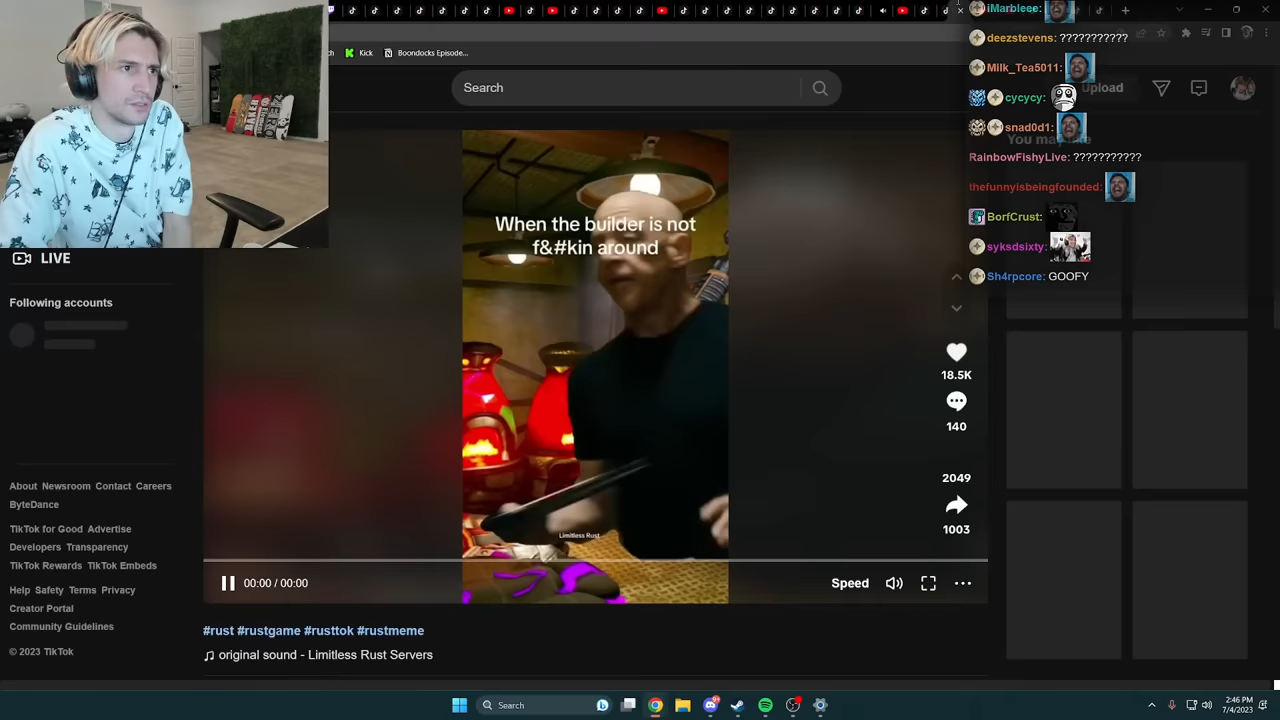 Kick
Boondocks Episode...
iMarbleee:
deezstevens: ???????????
Milk_Tea5011:
cycycy:
snad0d1:
RainbowFishyLive: ???????????
thefunnyisbeingfounded:
BorfCrust:
syksdsixty:
Sh4rpcore: GOOFY
Search
Upload
You may like
When the builder is not
f&#kin around
LIVE
Following accounts
18.5K
140
2049
1003
About Newsroom Contact Careers
ByteDance
TikTok for Good Advertise
Developers Transparency
TikTok Rewards TikTok Embeds
Help Safety Terms Privacy
Creator Portal
Community Guidelines
© 2023 TikTok
Limitless Rust
00:00 / 00:00
Speed
#rust #rustgame #rusttok #rustmeme
original sound - Limitless Rust Servers
Search
2:46 PM
7/4/2023